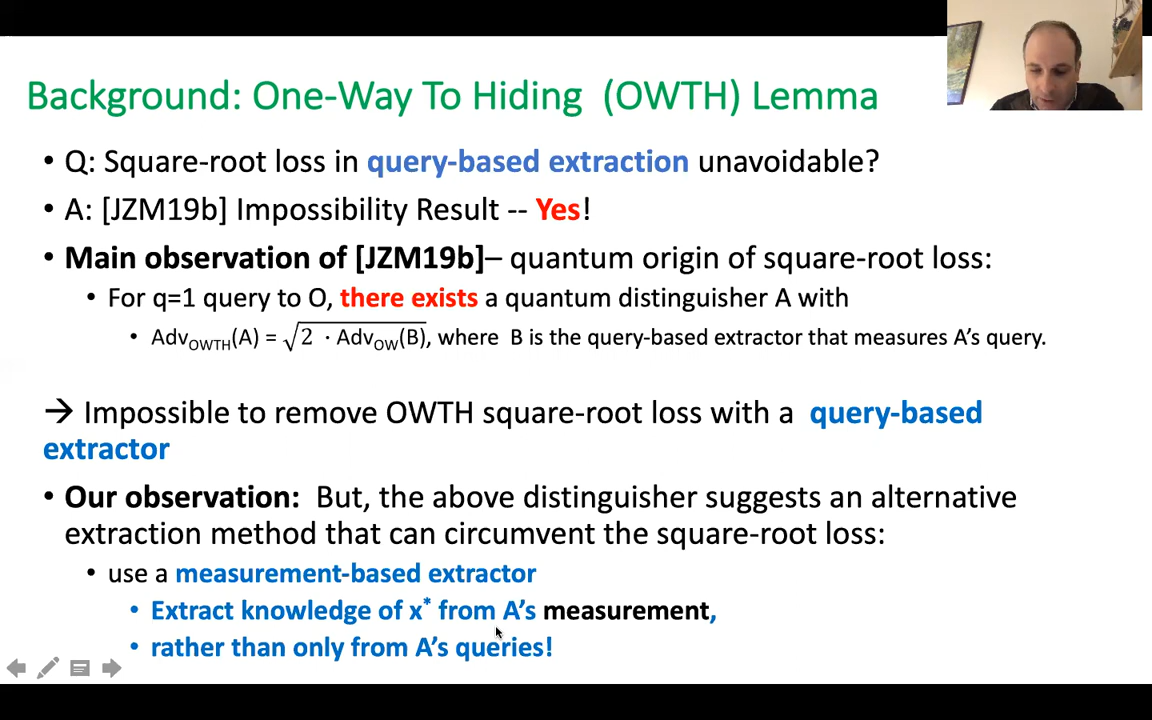 Background: One-Way To Hiding (OWTH) Lemma
• Q: Square-root loss in query-based extraction unavoidable?
• A: [JZM19b] Impossibility Result -- Yes!
• Main observation of [JZM19b]– quantum origin of square-root loss:
• For q=1 query to O, there exists a quantum distinguisher A with
• Adv_OWTH(A) = √(2 · Adv_OW(B)), where B is the query-based extractor that measures A’s query.
→ Impossible to remove OWTH square-root loss with a query-based
extractor
• Our observation: But, the above distinguisher suggests an alternative
extraction method that can circumvent the square-root loss:
• use a measurement-based extractor
• Extract knowledge of x* from A’s measurement,
• rather than only from A’s queries!